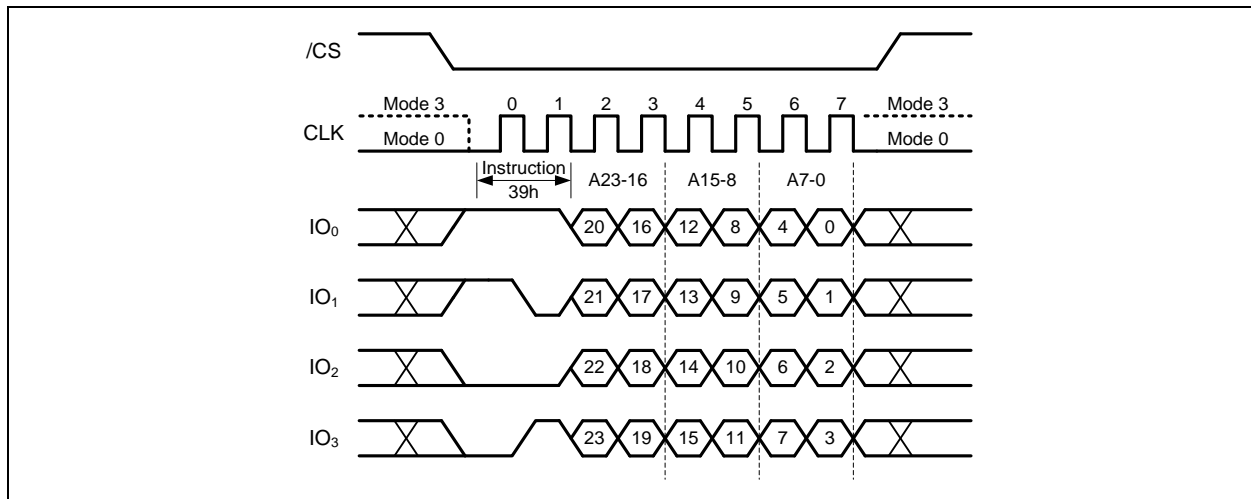 /CS
Mode 3 0 1 2 3 4 5 6 7 Mode 3
CLK Mode 0 Mode 0
Instruction
39h A23-16 A15-8 A7-0
IO₀ 20 16 12 8 4 0
IO₁ 21 17 13 9 5 1
IO₂ 22 18 14 10 6 2
IO₃ 23 19 15 11 7 3